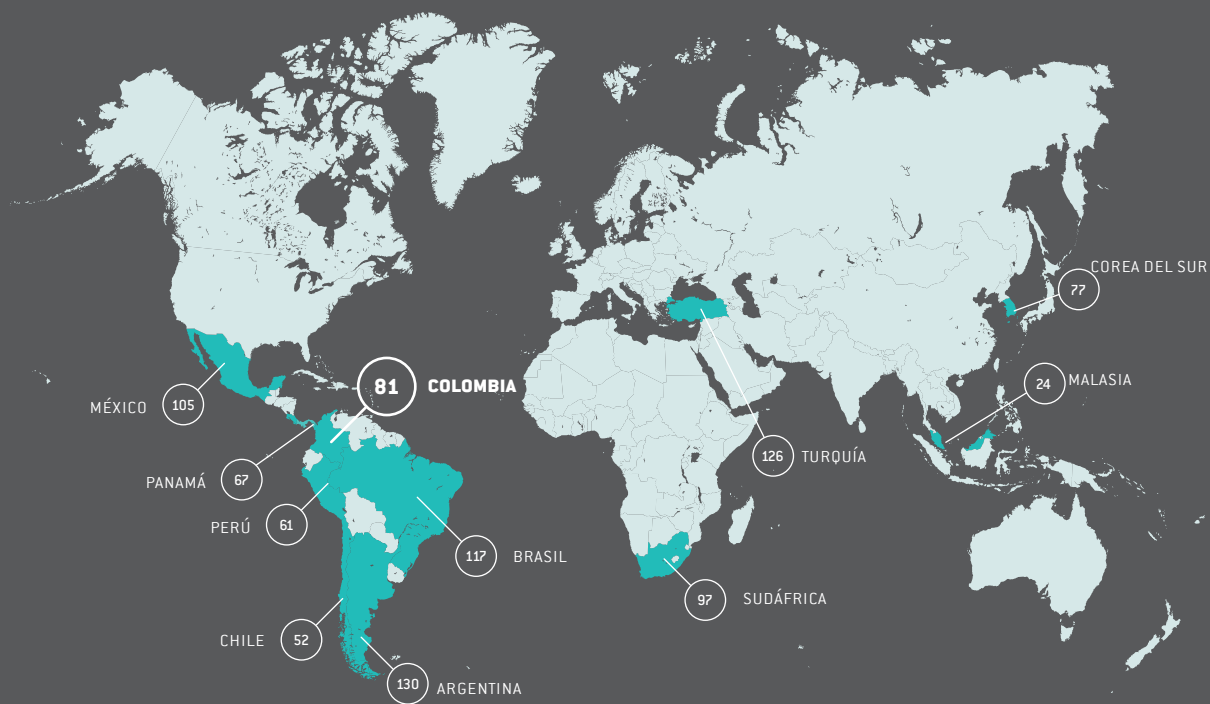 COREA DEL SUR
77
81 COLOMBIA
24 MALASIA
MÉXICO 105
126 TURQUÍA
PANAMÁ 67
PERÚ 61
117 BRASIL
97 SUDÁFRICA
CHILE 52
130 ARGENTINA